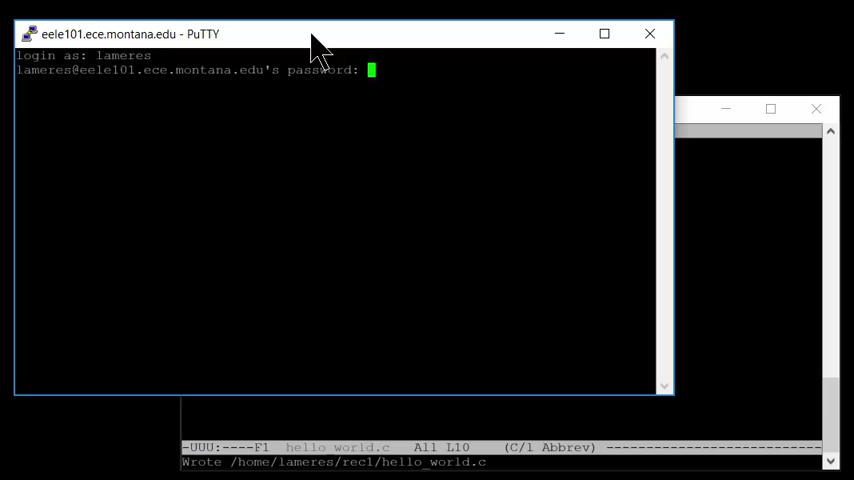 eele101.ece.montana.edu - PuTTY
login as: lameres
lameres@eele101.ece.montana.edu's password:
-UUU:----F1  hello_world.c   All L10    (C/l Abbrev) ---------------------------
Wrote /home/lameres/rec1/hello_world.c